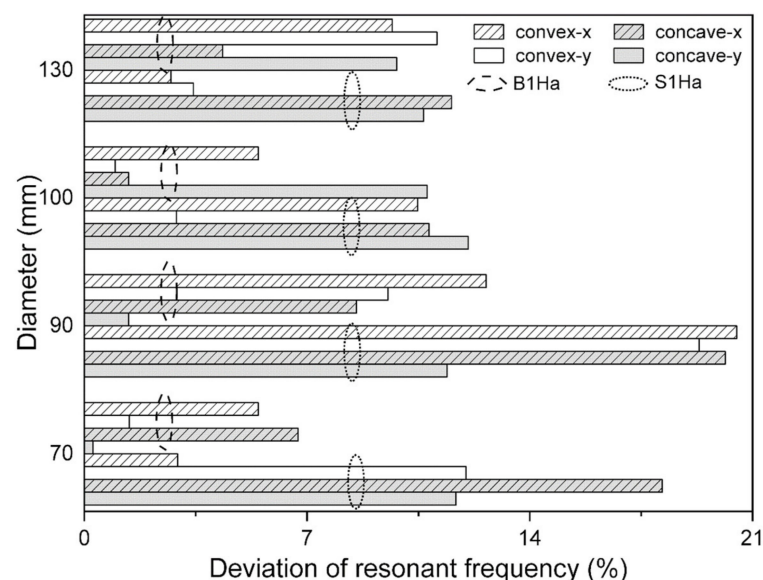 convex-x concave-x
convex-y concave-y
B1Ha S1Ha
130
100
90
70
Diameter (mm)
0 7 14 21
Deviation of resonant frequency (%)